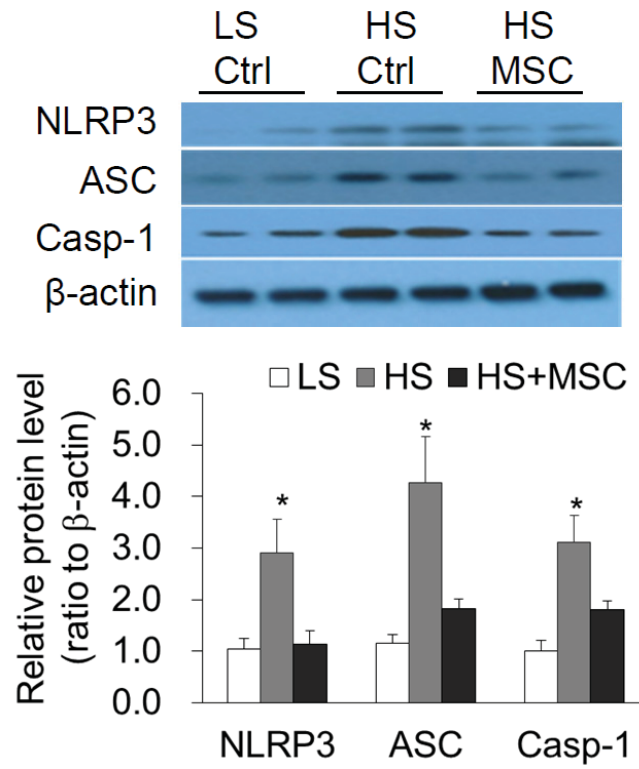 LS HS HS
Ctrl Ctrl MSC
NLRP3
ASC
Casp-1
β-actin
LS HS HS+MSC
Relative protein level
(ratio to β-actin)
6.0
5.0
4.0
3.0
2.0
1.0
0.0
* * *
NLRP3 ASC Casp-1